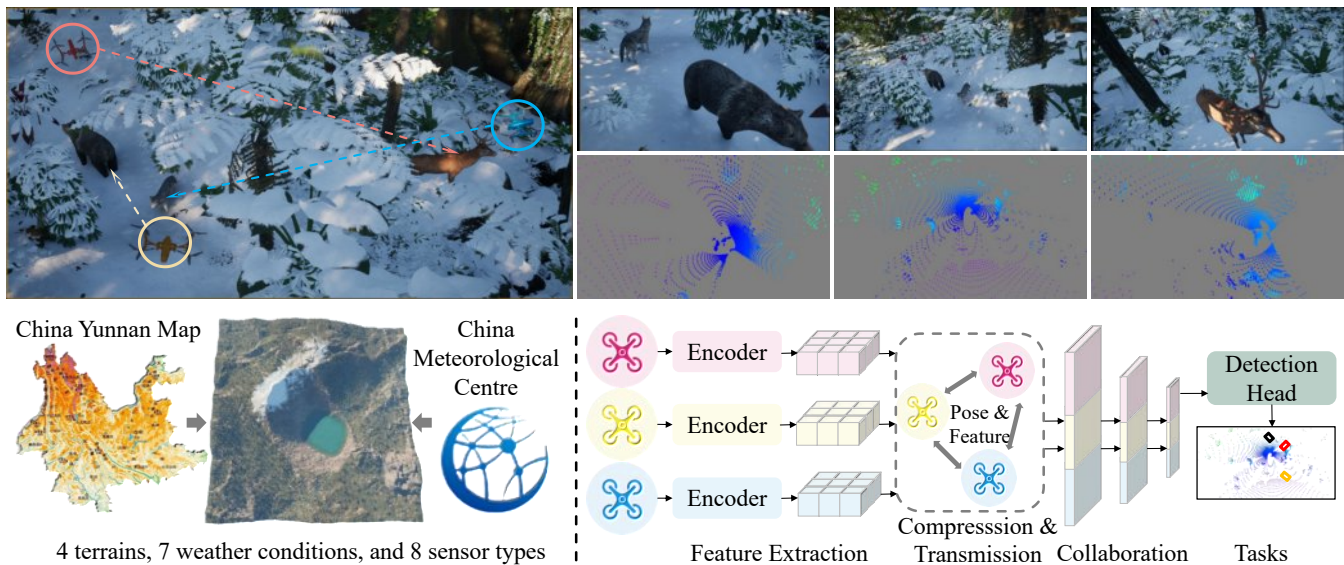 China Yunnan Map
China
Meteorological
Centre
4 terrains, 7 weather conditions, and 8 sensor types
Encoder
Encoder
Encoder
Pose &
Feature
Detection
Head
Feature Extraction
Compresssion &
Transmission
Collaboration
Tasks